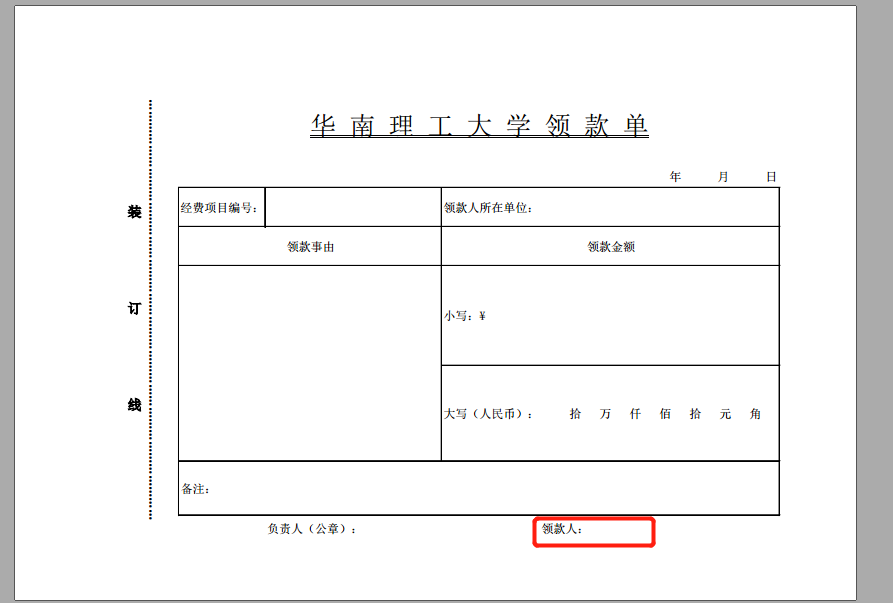 华南理工大学领款单
年 月 日
装
订
线
经费项目编号： 领款人所在单位：
领款事由 领款金额
小写：¥
大写（人民币）： 拾 万 仟 佰 拾 元 角
备注：
负责人（公章）： 领款人：